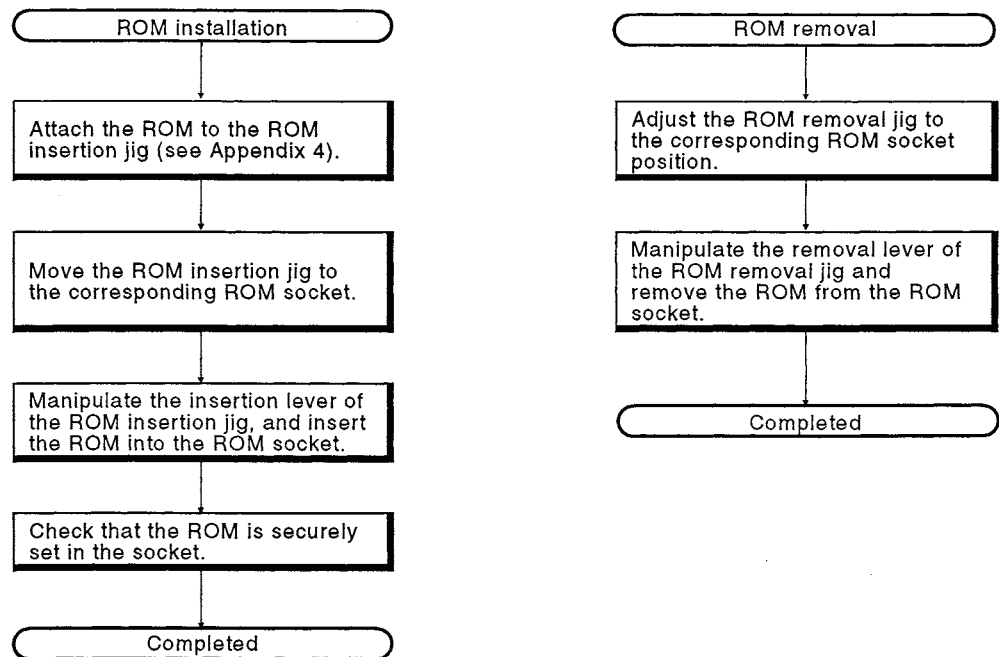 ROM installation
Attach the ROM to the ROM
insertion jig (see Appendix 4).
Move the ROM insertion jig to
the corresponding ROM socket.
Manipulate the insertion lever of
the ROM insertion jig, and insert
the ROM into the ROM socket.
Check that the ROM is securely
set in the socket.
Completed
ROM removal
Adjust the ROM removal jig to
the corresponding ROM socket
position.
Manipulate the removal lever of
the ROM removal jig and
remove the ROM from the ROM
socket.
Completed